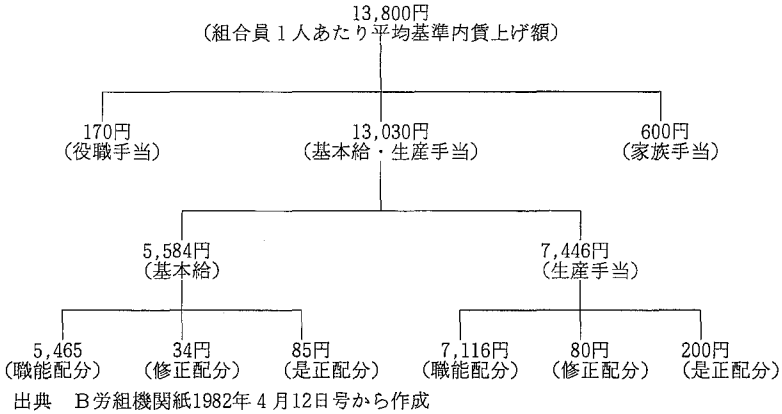 13,800円
(組合員1人あたり平均基準内賃上げ額)
170円
(役職手当)
13,030円
(基本給・生産手当)
600円
(家族手当)
5,584円
(基本給)
7,446円
(生産手当)
5,465
(職能配分)
34円
(修正配分)
85円
(是正配分)
7,116円
(職能配分)
80円
(修正配分)
200円
(是正配分)
出典 B労組機関紙1982年4月12日号から作成